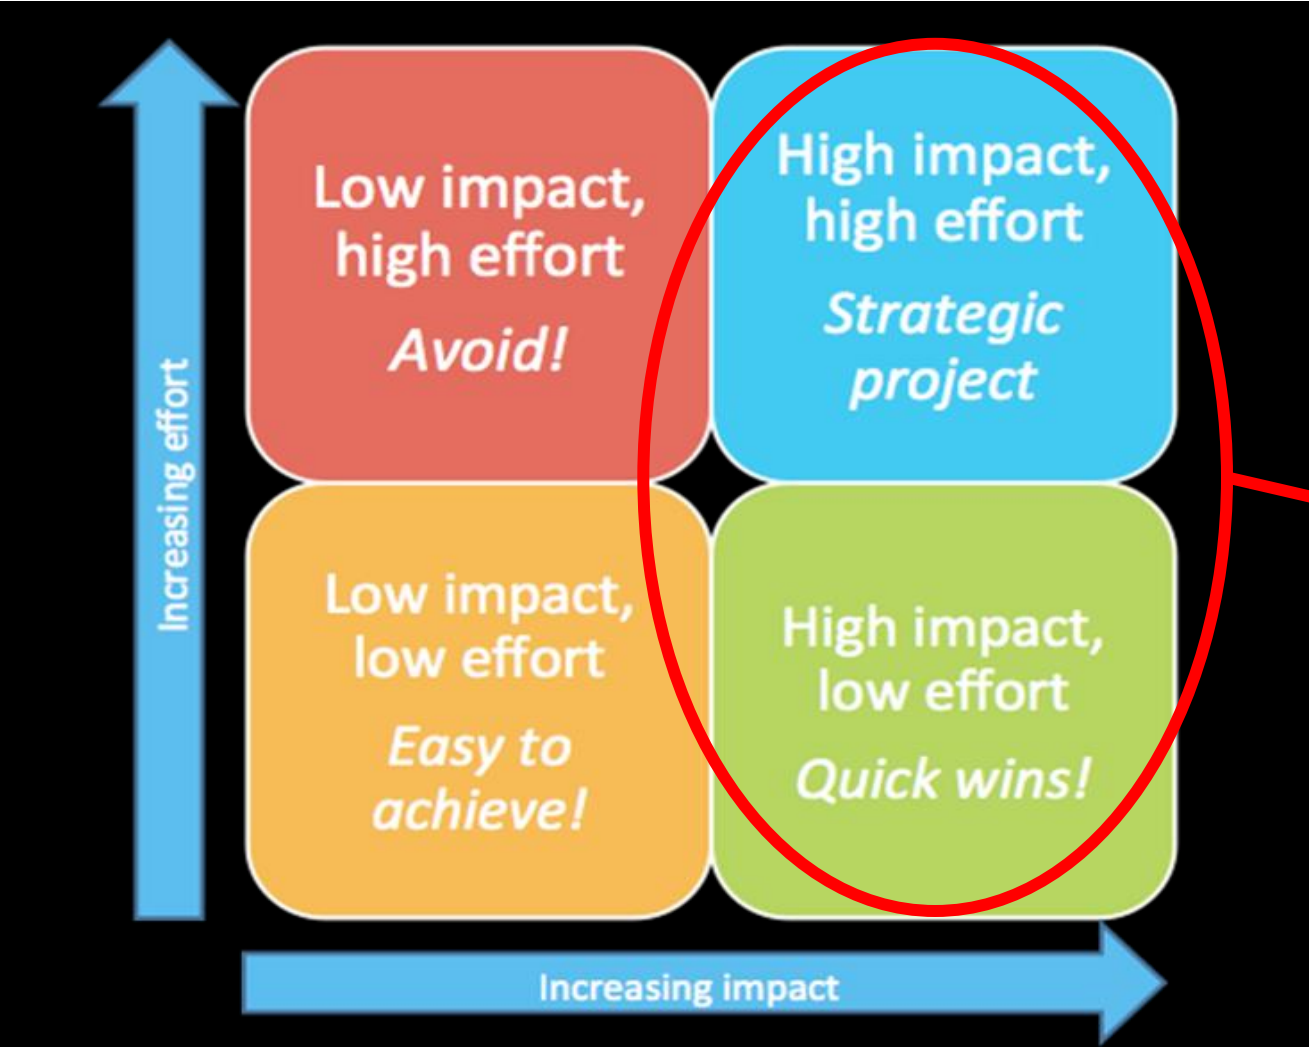 Increasing effort
Low impact,
high effort
Avoid!
High impact,
high effort
Strategic
project
Low impact,
low effort
Easy to
achieve!
High impact,
low effort
Quick wins!
Increasing impact